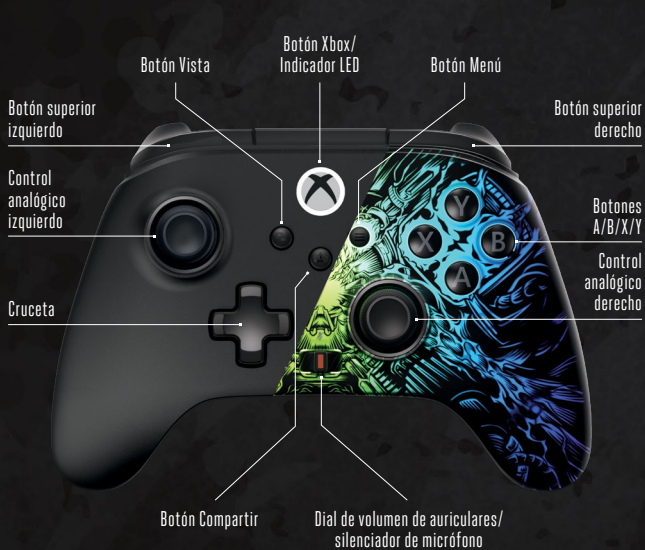 Botón Xbox/
Indicador LED
Botón Vista
Botón Menú
Botón superior
izquierdo
Botón superior
derecho
Control
analógico
izquierdo
Botones
A/B/X/Y
Control
analógico
derecho
Cruceta
Y
X
B
A
Botón Compartir
Dial de volumen de auriculares/
silenciador de micrófono